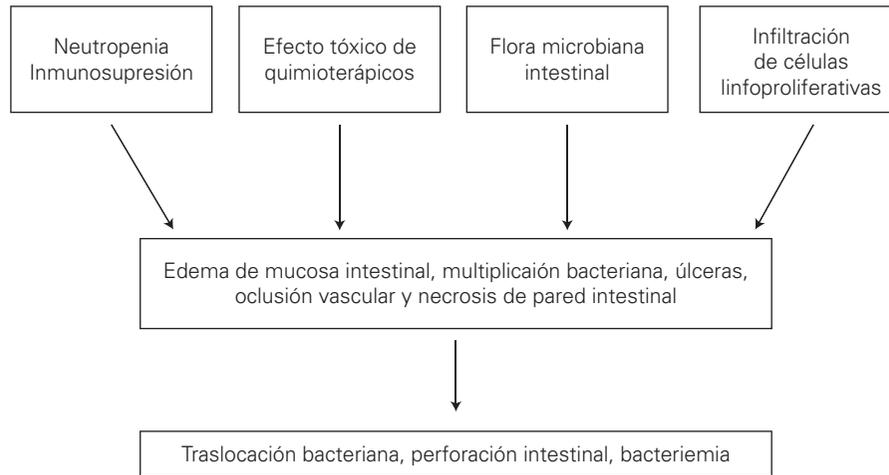 Neutropenia
Inmunosupresión
Efecto tóxico de
quimioterápicos
Flora microbiana
intestinal
Infiltración
de células
linfoproliferativas
Edema de mucosa intestinal, multiplicaión bacteriana, úlceras,
oclusión vascular y necrosis de pared intestinal
Traslocación bacteriana, perforación intestinal, bacteriemia